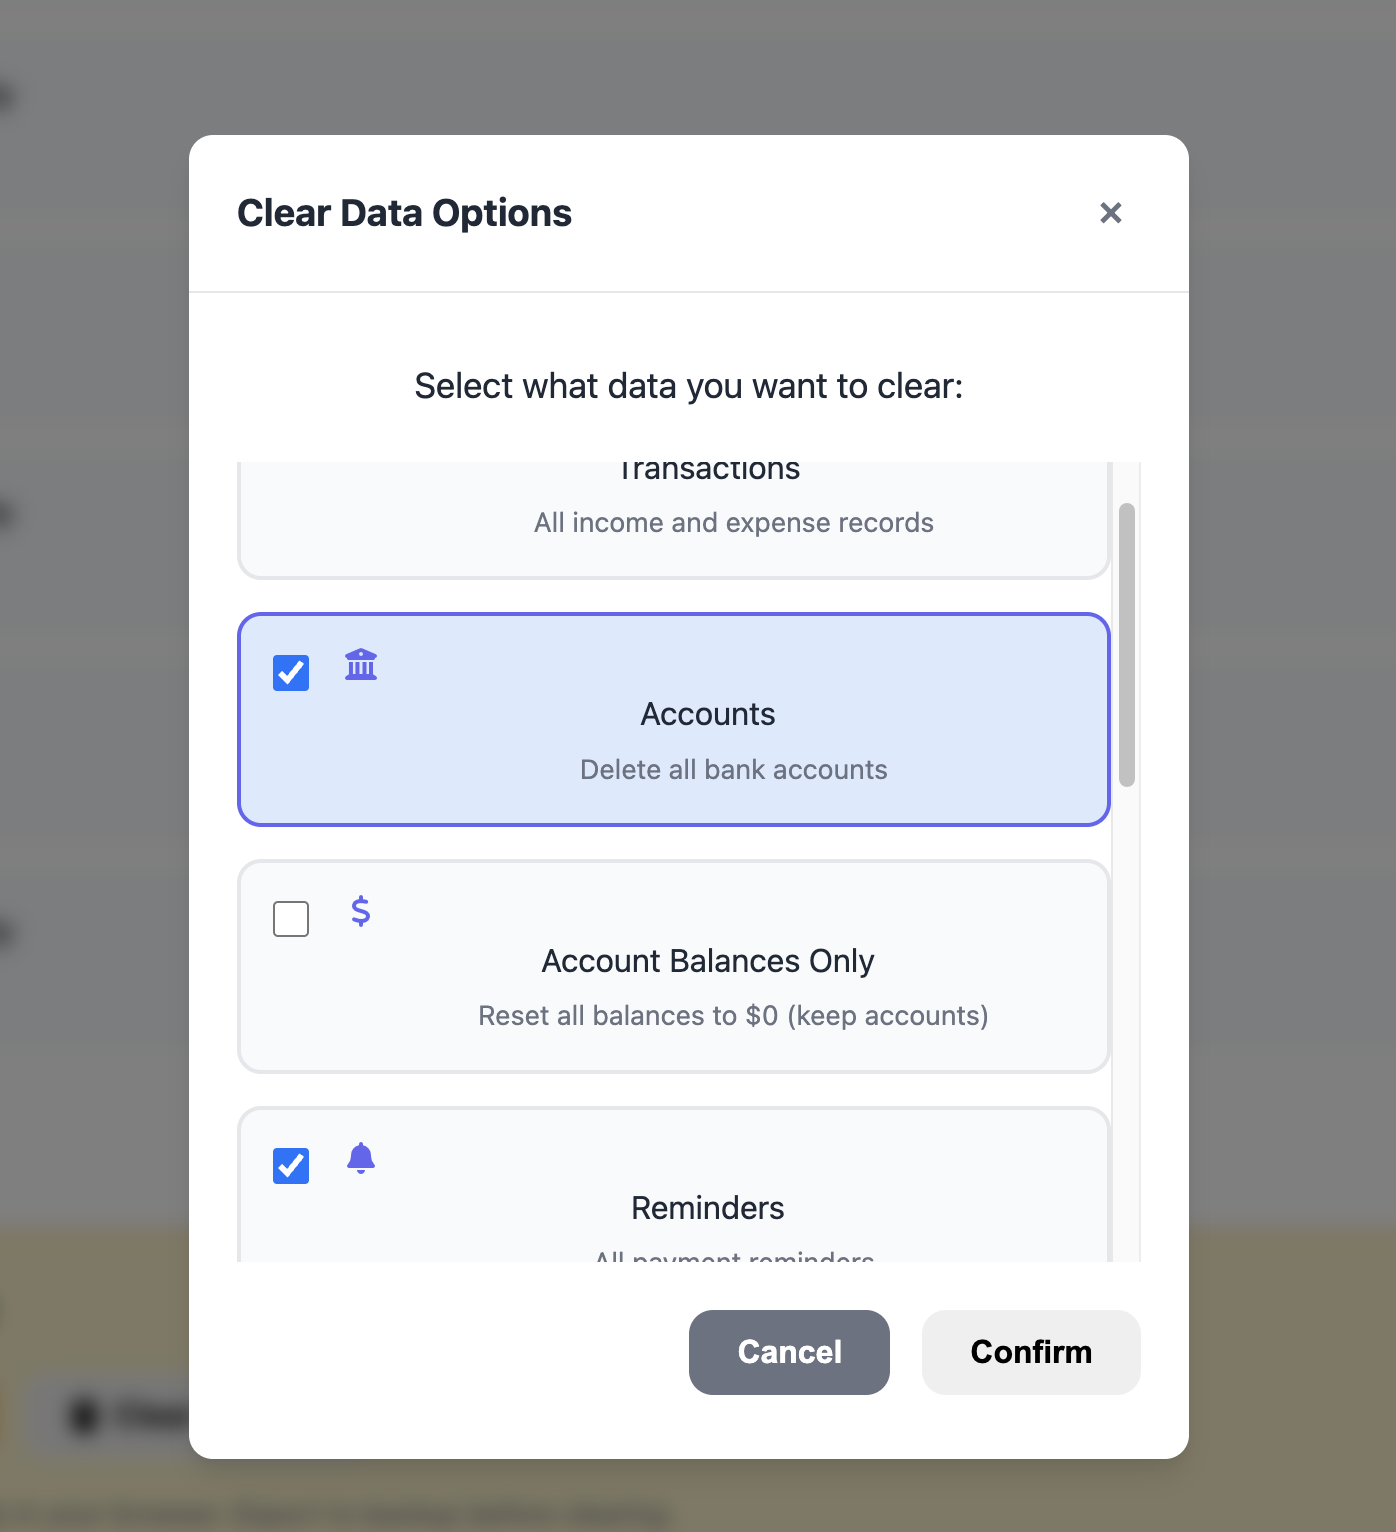 Clear Data Options
Select what data you want to clear:
Transactions
All income and expense records
Accounts
Delete all bank accounts
$
Account Balances Only
Reset all balances to $0 (keep accounts)
Reminders
All payment reminders
Cancel
Confirm
Clear